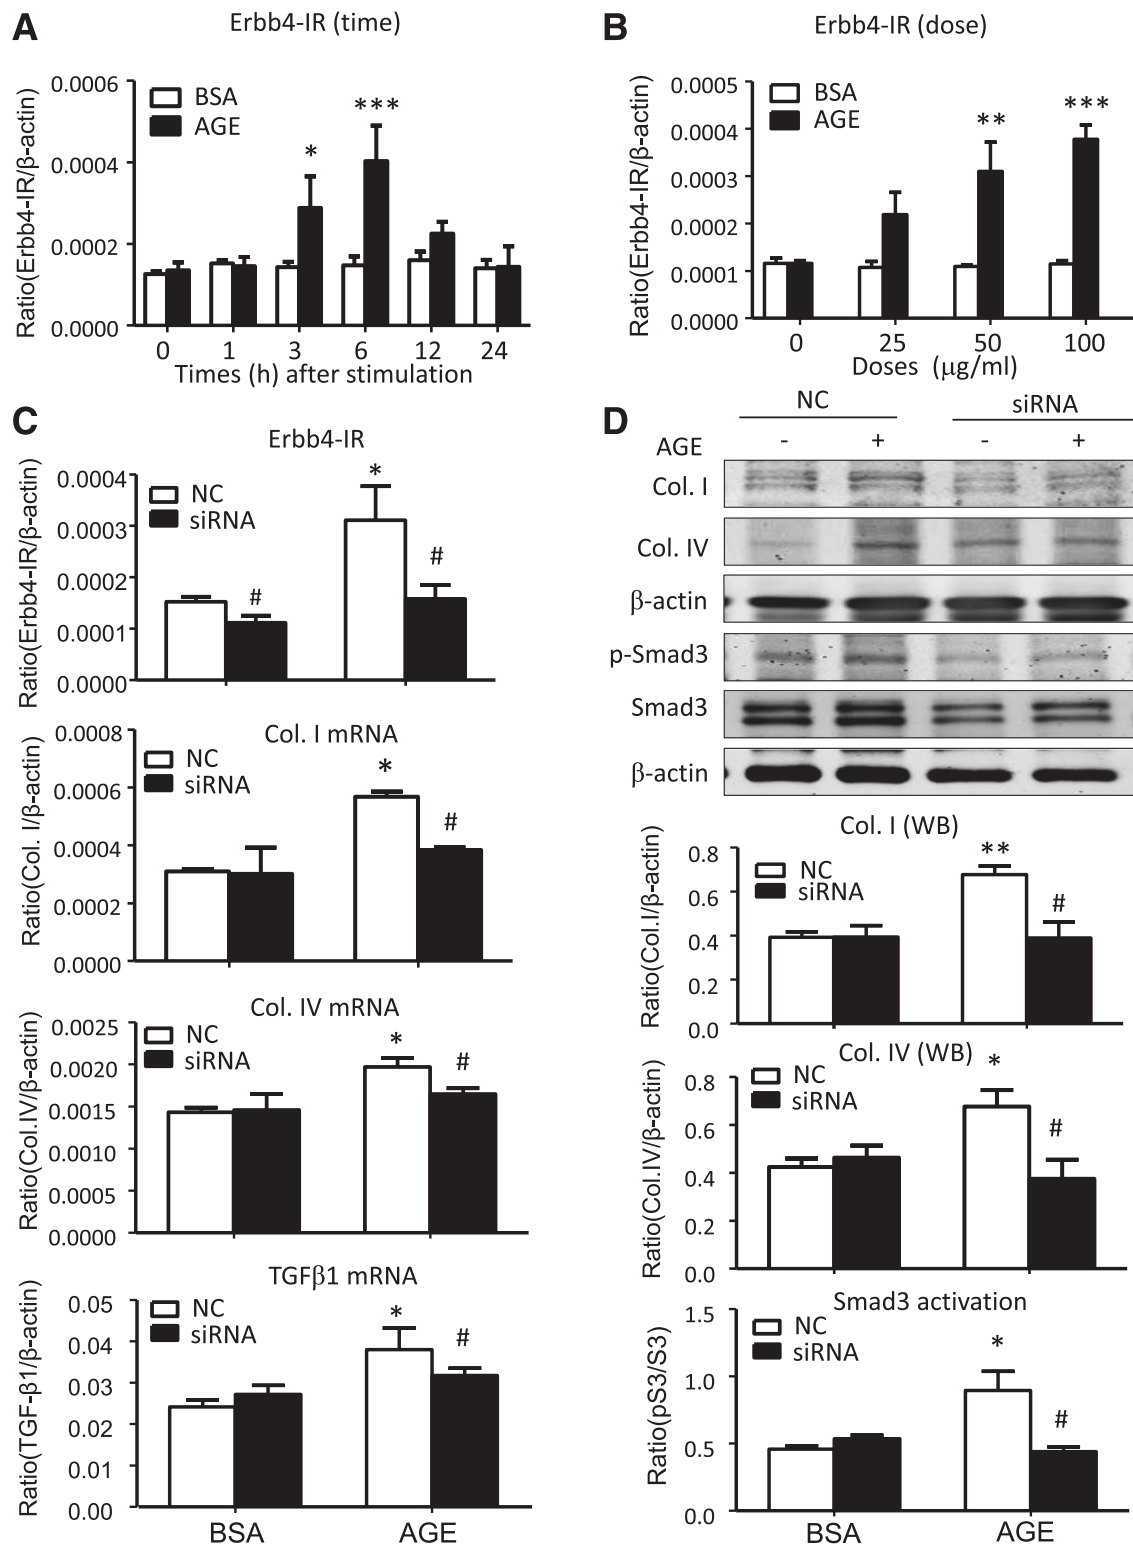 A
Erbb4-IR (time)
Ratio(Erbb4-IR/β-actin)
0.0006
0.0004
0.0002
0.0000
BSA
AGE
*
***
0 1 3 6 12 24
Times (h) after stimulation
B
Erbb4-IR (dose)
Ratio(Erbb4-IR/β-actin)
0.0005
0.0004
0.0003
0.0002
0.0001
0.0000
BSA
AGE
**
***
0 25 50 100
Doses (μg/ml)
C
Erbb4-IR
Ratio(Erbb4-IR/β-actin)
0.0004
0.0003
0.0002
0.0001
0.0000
NC
siRNA
#
*
#
Col. I mRNA
Ratio(Col. I/β-actin)
0.0008
0.0006
0.0004
0.0002
0.0000
NC
siRNA
*
#
Col. IV mRNA
Ratio(Col.IV/β-actin)
0.0025
0.0020
0.0015
0.0010
0.0005
0.0000
NC
siRNA
*
#
TGFβ1 mRNA
Ratio(TGF-β1/β-actin)
0.05
0.04
0.03
0.02
0.01
0.00
NC
siRNA
*
#
BSA AGE
D
NC siRNA
AGE - + - +
Col. I
Col. IV
β-actin
p-Smad3
Smad3
β-actin
Col. I (WB)
Ratio(Col.I/β-actin)
0.8
0.6
0.4
0.2
0.0
NC
siRNA
**
#
Col. IV (WB)
Ratio(Col.IV/β-actin)
0.8
0.6
0.4
0.2
0.0
NC
siRNA
*
#
Smad3 activation
Ratio(pS3/S3)
1.5
1.0
0.5
0.0
NC
siRNA
*
#
BSA AGE